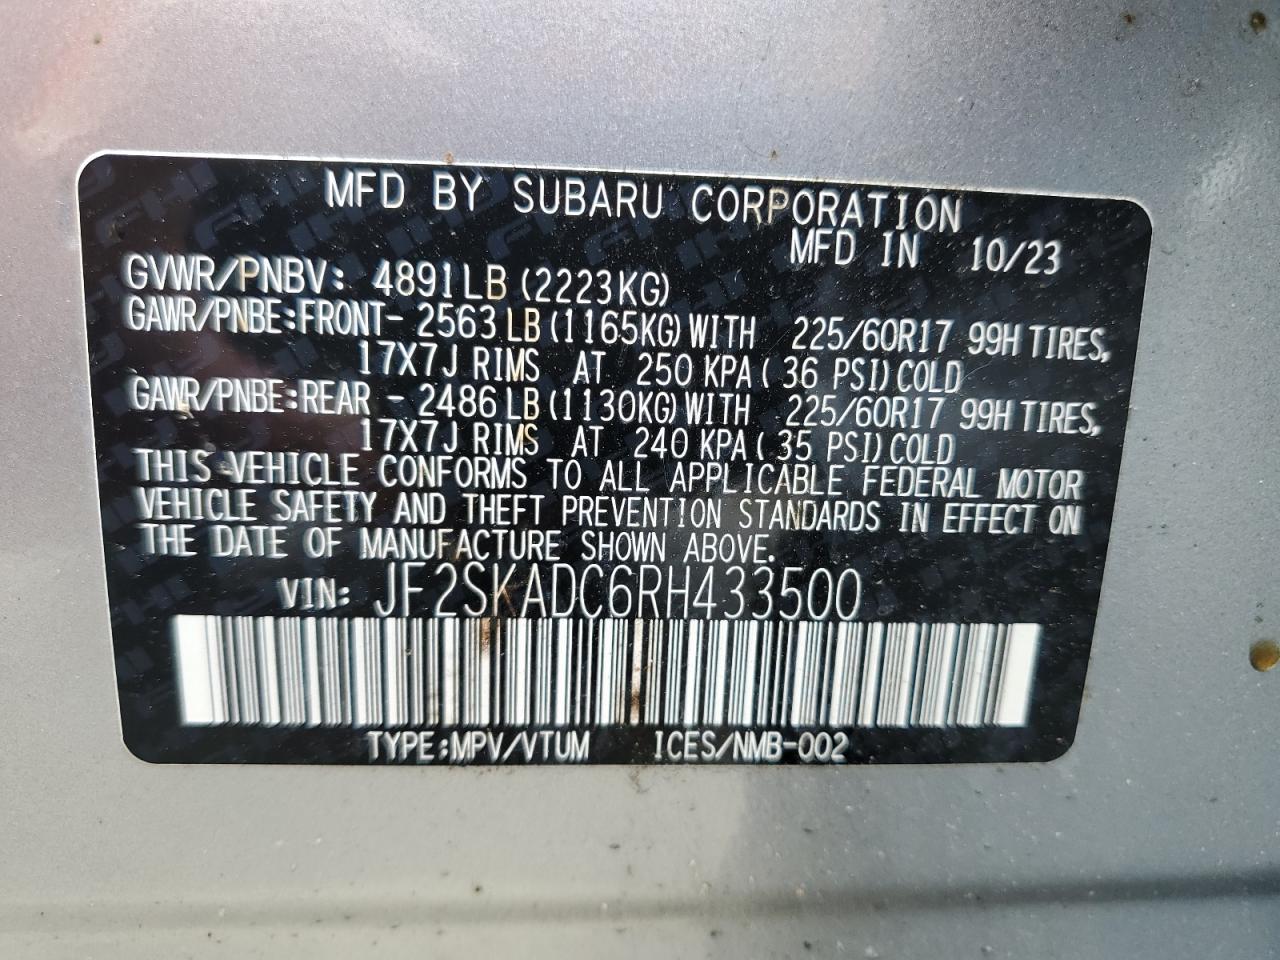 MFD BY SUBARU CORPORATION
MFD IN 10/23
GVWR/PNBV: 4891LB (2223KG)
GAWR/PNBE:FRONT- 2563LB (1165KG) WITH 225/60R17 99H TIRES,
17X7J RIMS AT 250 KPA ( 36 PSI) COLD
GAWR/PNBE:REAR - 2486LB (1130KG) WITH 225/60R17 99H TIRES,
17X7J RIMS AT 240 KPA ( 35 PSI) COLD
THIS VEHICLE CONFORMS TO ALL APPLICABLE FEDERAL MOTOR
VEHICLE SAFETY AND THEFT PREVENTION STANDARDS IN EFFECT ON
THE DATE OF MANUFACTURE SHOWN ABOVE.
VIN: JF2SKADC6RH433500
TYPE:MPV/VTUM ICES/NMB-002